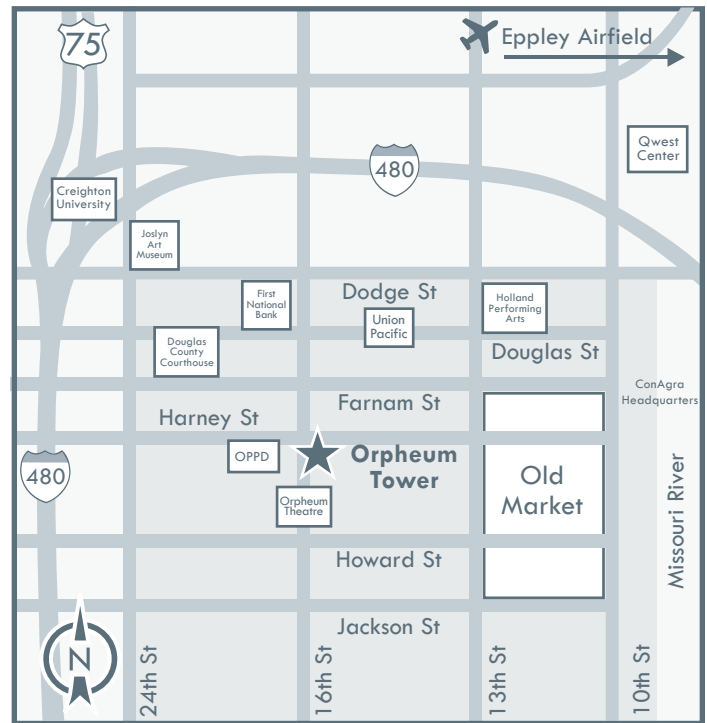 75
Eppley Airfield
Qwest
Center
480
Creighton
University
Joslyn
Art
Museum
First
National
Bank
Dodge St
Holland
Performing
Arts
Union
Pacific
Douglas
County
Courthouse
Douglas St
ConAgra
Headquarters
Farnam St
Harney St
OPPD
Orpheum
Tower
480
Old
Market
Orpheum
Theatre
Missouri River
Howard St
Jackson St
N
24th St
16th St
13th St
10th St